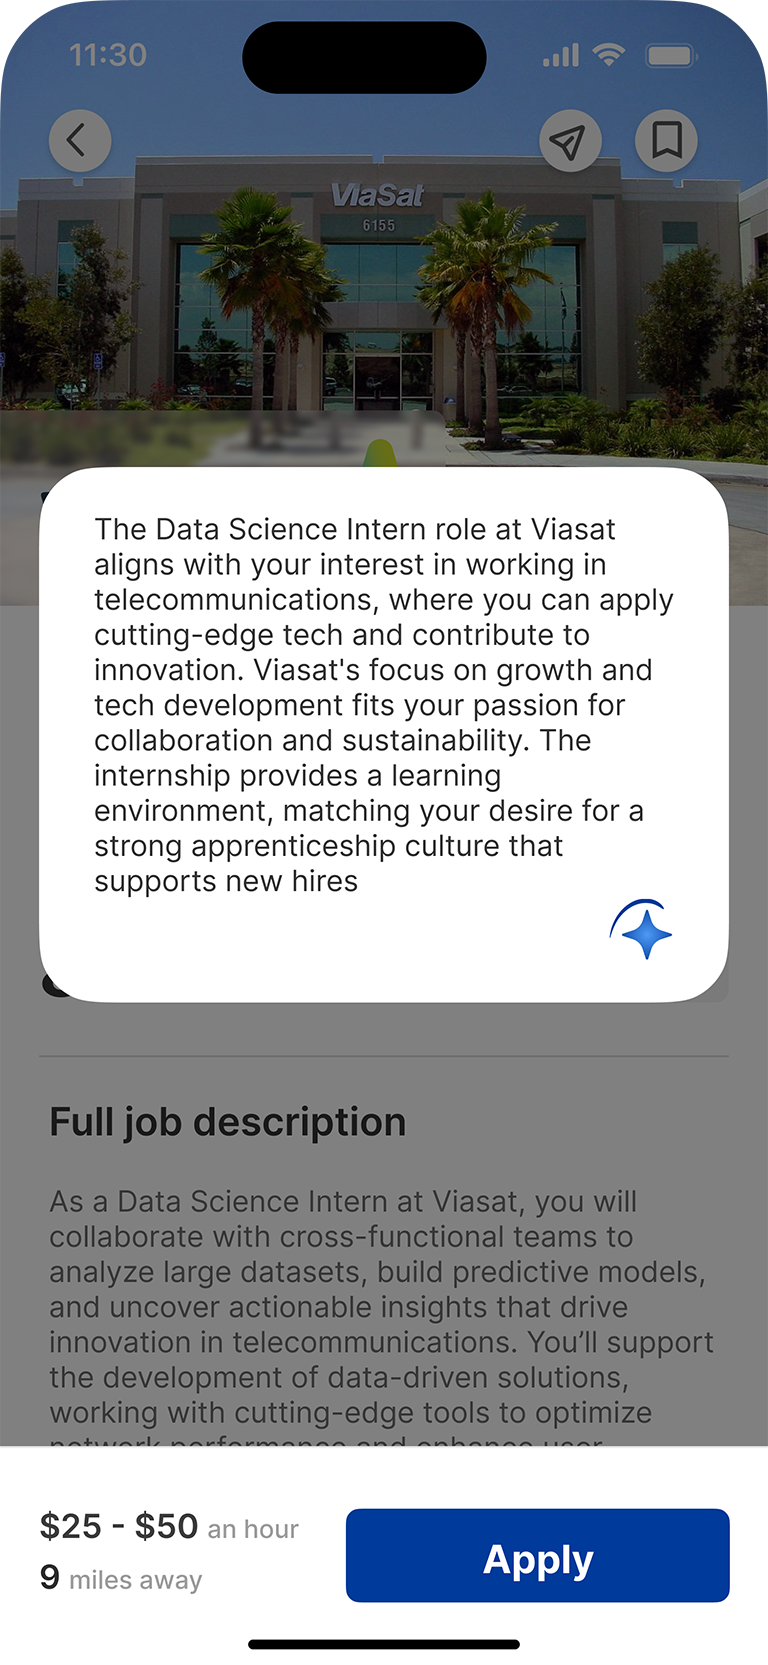 11:30
ViaSat
6155
The Data Science Intern role at Viasat
aligns with your interest in working in
telecommunications, where you can apply
cutting-edge tech and contribute to
innovation. Viasat's focus on growth and
tech development fits your passion for
collaboration and sustainability. The
internship provides a learning
environment, matching your desire for a
strong apprenticeship culture that
supports new hires
Full job description
As a Data Science Intern at Viasat, you will
collaborate with cross-functional teams to
analyze large datasets, build predictive models,
and uncover actionable insights that drive
innovation in telecommunications. You’ll support
the development of data-driven solutions,
working with cutting-edge tools to optimize
network performance and enhance user
$25 - $50 an hour
9 miles away
Apply